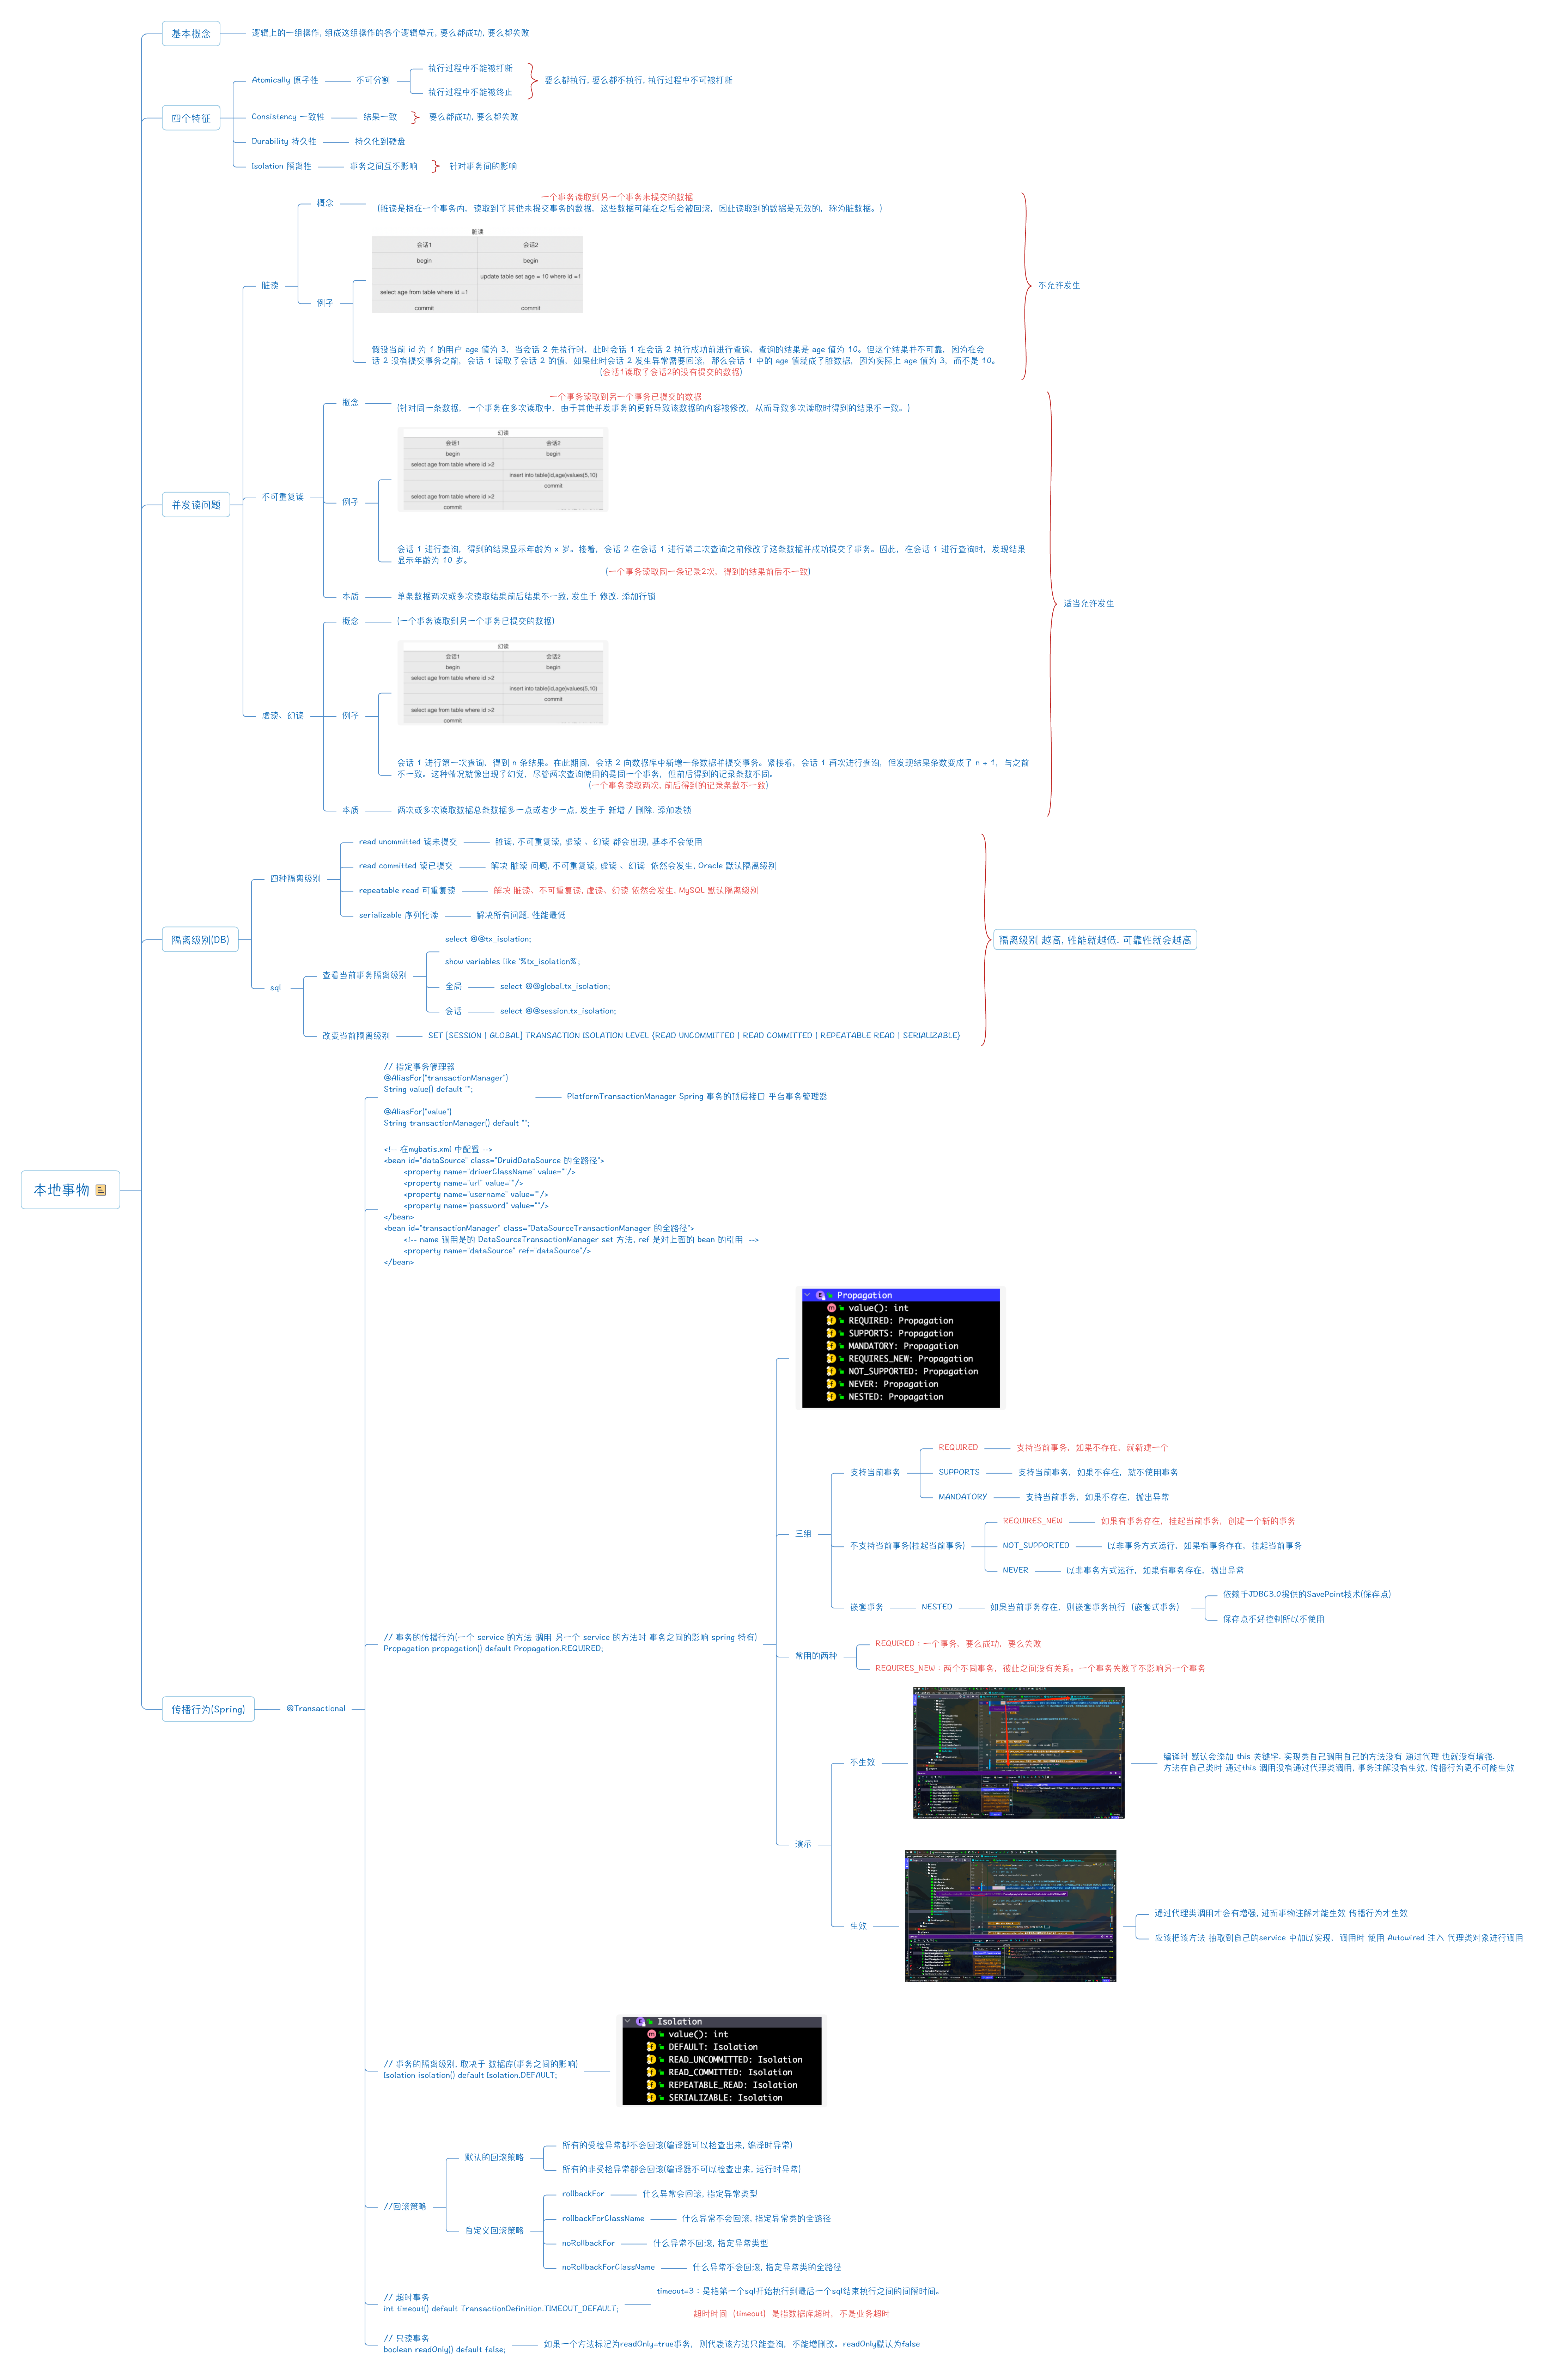 本地事物
基本概念
逻辑上的一组操作, 组成这组操作的各个逻辑单元, 要么都成功, 要么都失败
四个特征
Atomically 原子性
不可分割
执行过程中不能被打断
执行过程中不能被终止
要么都执行, 要么都不执行, 执行过程中不可被打断
Consistency 一致性
结果一致
要么都成功, 要么都失败
Durability 持久性
持久化到硬盘
Isolation 隔离性
事务之间互不影响
针对事务间的影响
并发读问题
脏读
概念
一个事务读取到另一个事务未提交的数据
(脏读是指在一个事务内，读取到了其他未提交事务的数据，这些数据可能在之后会被回滚，因此读取到的数据是无效的，称为脏数据。)
例子
脏读
会话1 会话2
begin begin
update table set age = 10 where id =1
select age from table where id =1
commit commit
假设当前 id 为 1 的用户 age 值为 3，当会话 2 先执行时，此时会话 1 在会话 2 执行成功前进行查询，查询的结果是 age 值为 10。但这个结果并不可靠，因为在会
话 2 没有提交事务之前，会话 1 读取了会话 2 的值，如果此时会话 2 发生异常需要回滚，那么会话 1 中的 age 值就成了脏数据，因为实际上 age 值为 3，而不是 10。
(会话1读取了会话2的没有提交的数据)
不允许发生
不可重复读
概念
一个事务读取到另一个事务已提交的数据
(针对同一条数据，一个事务在多次读取中，由于其他并发事务的更新导致该数据的内容被修改，从而导致多次读取时得到的结果不一致。)
例子
幻读
会话1 会话2
begin begin
select age from table where id >2
insert into table(id,age)values(5,10)
commit
select age from table where id >2
commit
会话 1 进行查询，得到的结果显示年龄为 x 岁。接着，会话 2 在会话 1 进行第二次查询之前修改了这条数据并成功提交了事务。因此，在会话 1 进行查询时，发现结果
显示年龄为 10 岁。
(一个事务读取同一条记录2次，得到的结果前后不一致)
本质
单条数据两次或多次读取结果前后结果不一致, 发生于 修改. 添加行锁
虚读、幻读
概念
(一个事务读取到另一个事务已提交的数据)
例子
幻读
会话1 会话2
begin begin
select age from table where id >2
insert into table(id,age)values(5,10)
commit
select age from table where id >2
commit
会话 1 进行第一次查询，得到 n 条结果。在此期间，会话 2 向数据库中新增一条数据并提交事务。紧接着，会话 1 再次进行查询，但发现结果条数变成了 n + 1，与之前
不一致。这种情况就像出现了幻觉，尽管两次查询使用的是同一个事务，但前后得到的记录条数不同。
(一个事务读取两次, 前后得到的记录条数不一致)
本质
两次或多次读取数据总条数据多一点或者少一点, 发生于 新增 / 删除. 添加表锁
适当允许发生
隔离级别(DB)
四种隔离级别
read unommitted 读未提交
脏读, 不可重复读, 虚读 、幻读 都会出现, 基本不会使用
read committed 读已提交
解决 脏读 问题, 不可重复读, 虚读 、幻读 依然会发生, Oracle 默认隔离级别
repeatable read 可重复读
解决 脏读、不可重复读, 虚读、幻读 依然会发生, MySQL 默认隔离级别
serializable 序列化读
解决所有问题. 性能最低
sql
查看当前事务隔离级别
select @@tx_isolation;
show variables like '%tx_isolation%';
全局
select @@global.tx_isolation;
会话
select @@session.tx_isolation;
改变当前隔离级别
SET [SESSION | GLOBAL] TRANSACTION ISOLATION LEVEL {READ UNCOMMITTED | READ COMMITTED | REPEATABLE READ | SERIALIZABLE}
隔离级别 越高, 性能就越低. 可靠性就会越高
传播行为(Spring)
@Transactional
// 指定事务管理器
@AliasFor("transactionManager")
String value() default "";
@AliasFor("value")
String transactionManager() default "";
PlatformTransactionManager Spring 事务的顶层接口 平台事务管理器
<!-- 在mybatis.xml 中配置 -->
<bean id="dataSource" class="DruidDataSource 的全路径">
<property name="driverClassName" value=""/>
<property name="url" value=""/>
<property name="username" value=""/>
<property name="password" value=""/>
</bean>
<bean id="transactionManager" class="DataSourceTransactionManager 的全路径">
<!-- name 调用是的 DataSourceTransactionManager set 方法, ref 是对上面的 bean 的引用 -->
<property name="dataSource" ref="dataSource"/>
</bean>
// 事务的传播行为(一个 service 的方法 调用 另一个 service 的方法时 事务之间的影响 spring 特有)
Propagation propagation() default Propagation.REQUIRED;
Propagation
value(): int
REQUIRED: Propagation
SUPPORTS: Propagation
MANDATORY: Propagation
REQUIRES_NEW: Propagation
NOT_SUPPORTED: Propagation
NEVER: Propagation
NESTED: Propagation
三组
支持当前事务
REQUIRED
支持当前事务，如果不存在，就新建一个
SUPPORTS
支持当前事务，如果不存在，就不使用事务
MANDATORY
支持当前事务，如果不存在，抛出异常
不支持当前事务(挂起当前事务)
REQUIRES_NEW
如果有事务存在，挂起当前事务，创建一个新的事务
NOT_SUPPORTED
以非事务方式运行，如果有事务存在，挂起当前事务
NEVER
以非事务方式运行，如果有事务存在，抛出异常
嵌套事务
NESTED
如果当前事务存在，则嵌套事务执行（嵌套式事务）
依赖于JDBC3.0提供的SavePoint技术(保存点)
保存点不好控制所以不使用
常用的两种
REQUIRED：一个事务，要么成功，要么失败
REQUIRES_NEW：两个不同事务，彼此之间没有关系。一个事务失败了不影响另一个事务
演示
不生效
编译时 默认会添加 this 关键字. 实现类自己调用自己的方法没有 通过代理 也就没有增强.
方法在自己类时 通过this 调用没有通过代理类调用, 事务注解没有生效, 传播行为更不可能生效
生效
通过代理类调用才会有增强, 进而事物注解才能生效 传播行为才生效
应该把该方法 抽取到自己的service 中加以实现，调用时 使用 Autowired 注入 代理类对象进行调用
// 事务的隔离级别, 取决于 数据库(事务之间的影响)
Isolation isolation() default Isolation.DEFAULT;
Isolation
value(): int
DEFAULT: Isolation
READ_UNCOMMITTED: Isolation
READ_COMMITTED: Isolation
REPEATABLE_READ: Isolation
SERIALIZABLE: Isolation
//回滚策略
默认的回滚策略
所有的受检异常都不会回滚(编译器可以检查出来, 编译时异常)
所有的非受检异常都会回滚(编译器不可以检查出来, 运行时异常)
自定义回滚策略
rollbackFor
什么异常会回滚, 指定异常类型
rollbackForClassName
什么异常不会回滚, 指定异常类的全路径
noRollbackFor
什么异常不回滚, 指定异常类型
noRollbackForClassName
什么异常不会回滚, 指定异常类的全路径
// 超时事务
int timeout() default TransactionDefinition.TIMEOUT_DEFAULT;
timeout=3：是指第一个sql开始执行到最后一个sql结束执行之间的间隔时间。
超时时间（timeout）是指数据库超时，不是业务超时
// 只读事务
boolean readOnly() default false;
如果一个方法标记为readOnly=true事务，则代表该方法只能查询，不能增删改。readOnly默认为false